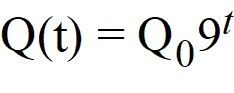 Q(t) = Q₀9ᵗ